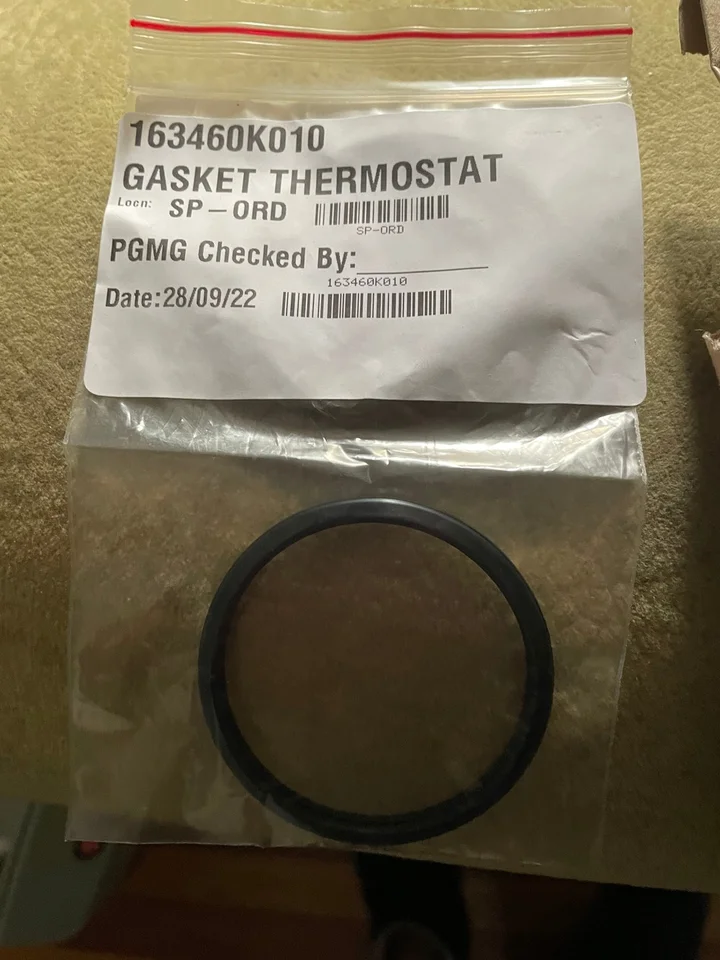 163460K010
GASKET THERMOSTAT
Locn: SP-ORD
SP-ORD
PGMG Checked By:
163460K010
Date:28/09/22